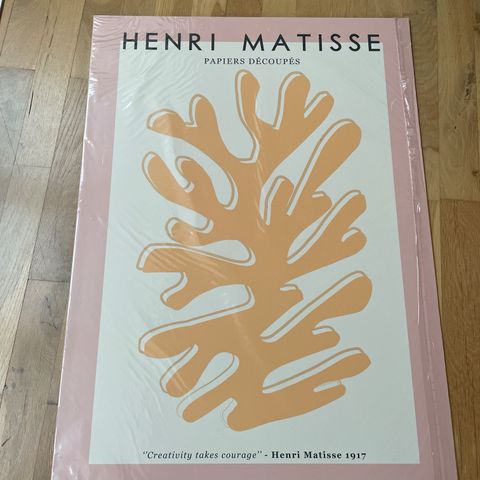 HENRI MATISSE
PAPIERS DÉCOUPÉS
"Creativity takes courage" - Henri Matisse 1917